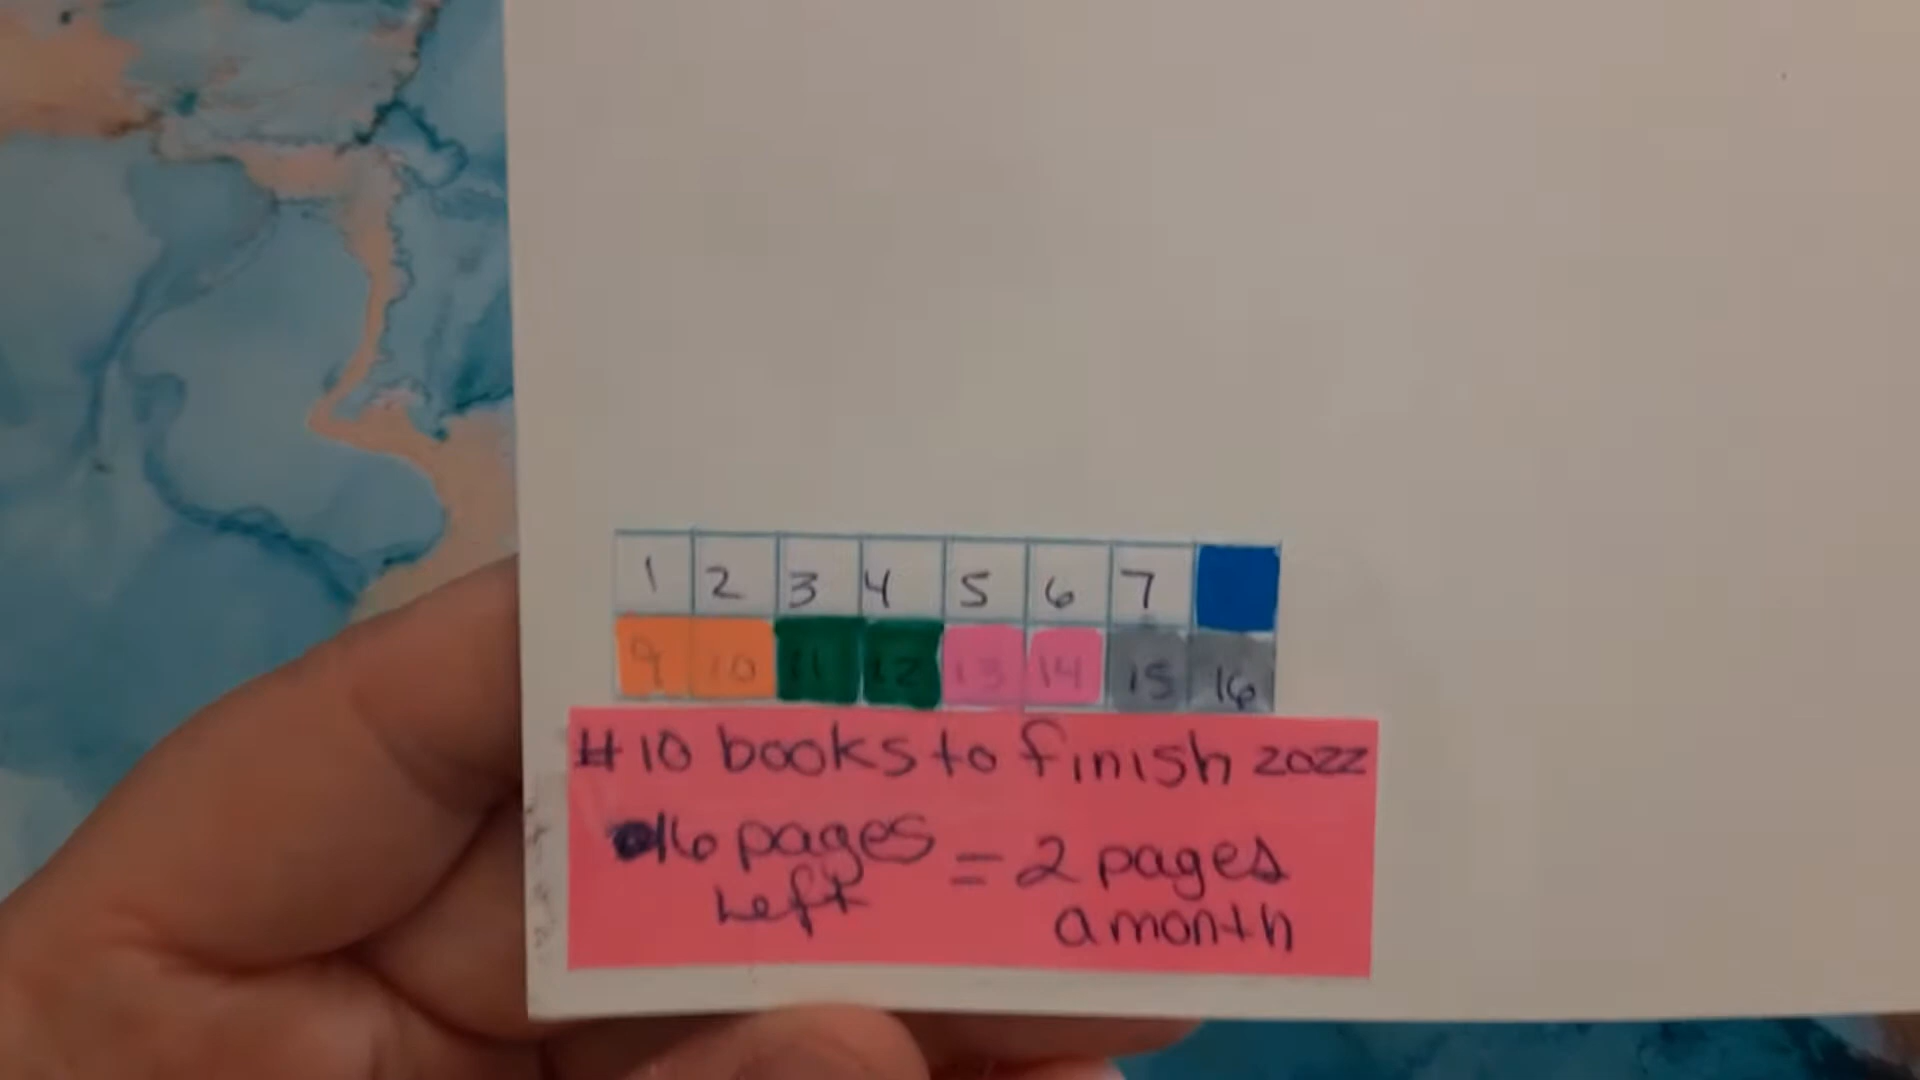 1 2 3 4 5 6 7
9 10 11 12 13 14 15 16
#10 books to finish 2022
16 pages = 2 pages
Left a month